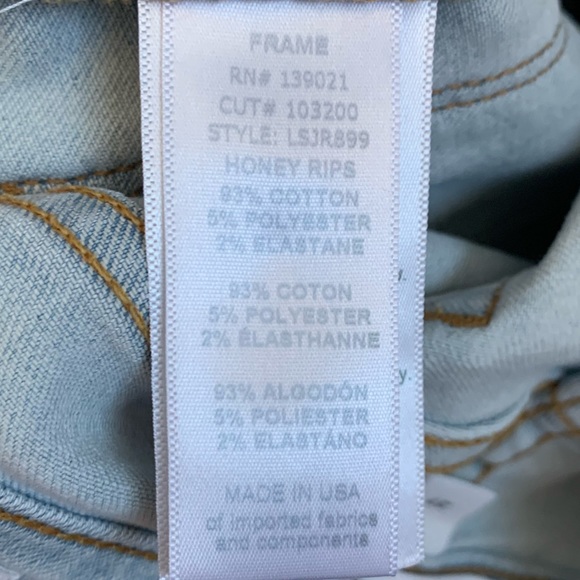 FRAME
RN# 139021
CUT# 103200
STYLE: LSJR899
HONEY RIPS
93% COTTON
5% POLYESTER
2% ELASTANE
93% COTON
5% POLYESTER
2% ÉLASTHANNE
93% ALGODÓN
5% POLIESTER
2% ELASTÁNO
MADE IN USA
of imported fabrics
and components